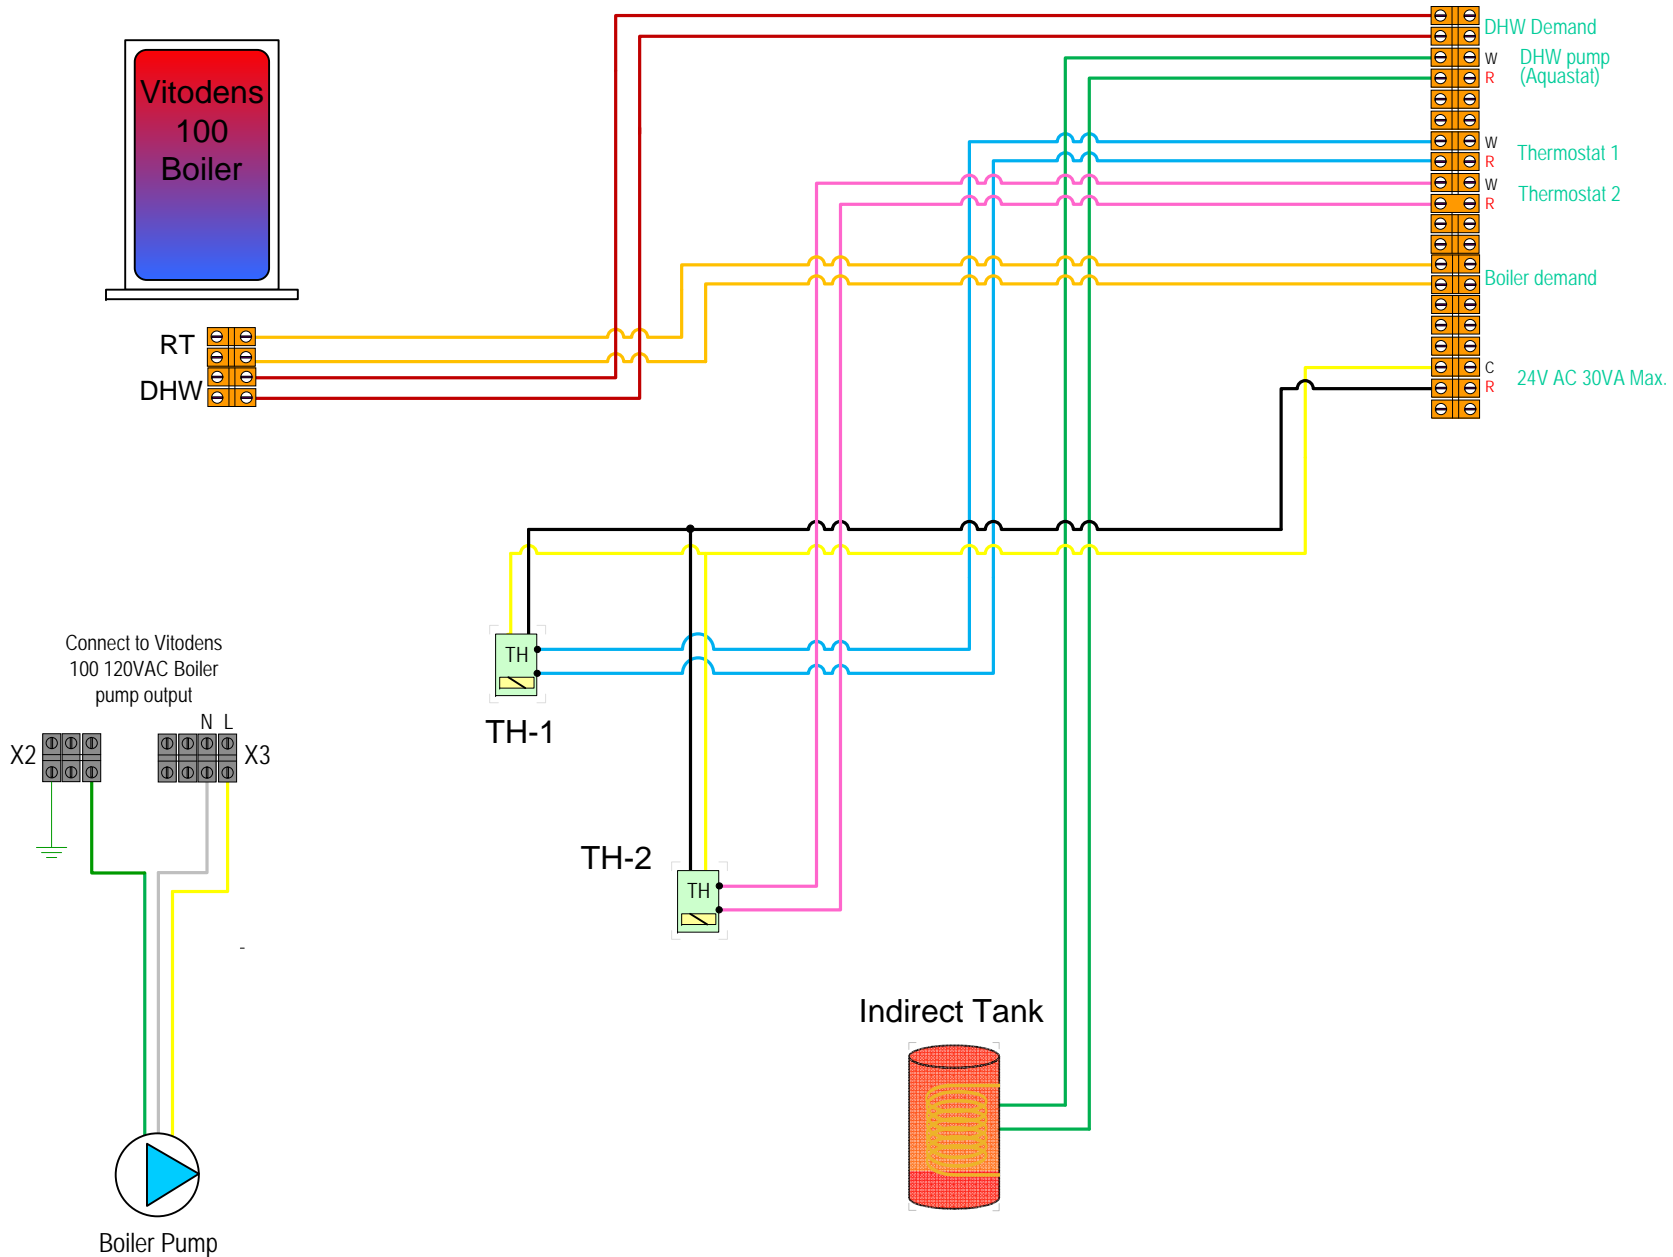 Vitodens
100
Boiler
DHW Demand
W
DHW pump
R
(Aquastat)
W
R
Thermostat 1
W
R
Thermostat 2
Boiler demand
RT
DHW
C
R
24V AC 30VA Max.
Connect to Vitodens
100 120VAC Boiler
pump output
N L
X2
X3
TH
TH-1
TH-2
TH
-
Indirect Tank
Boiler Pump